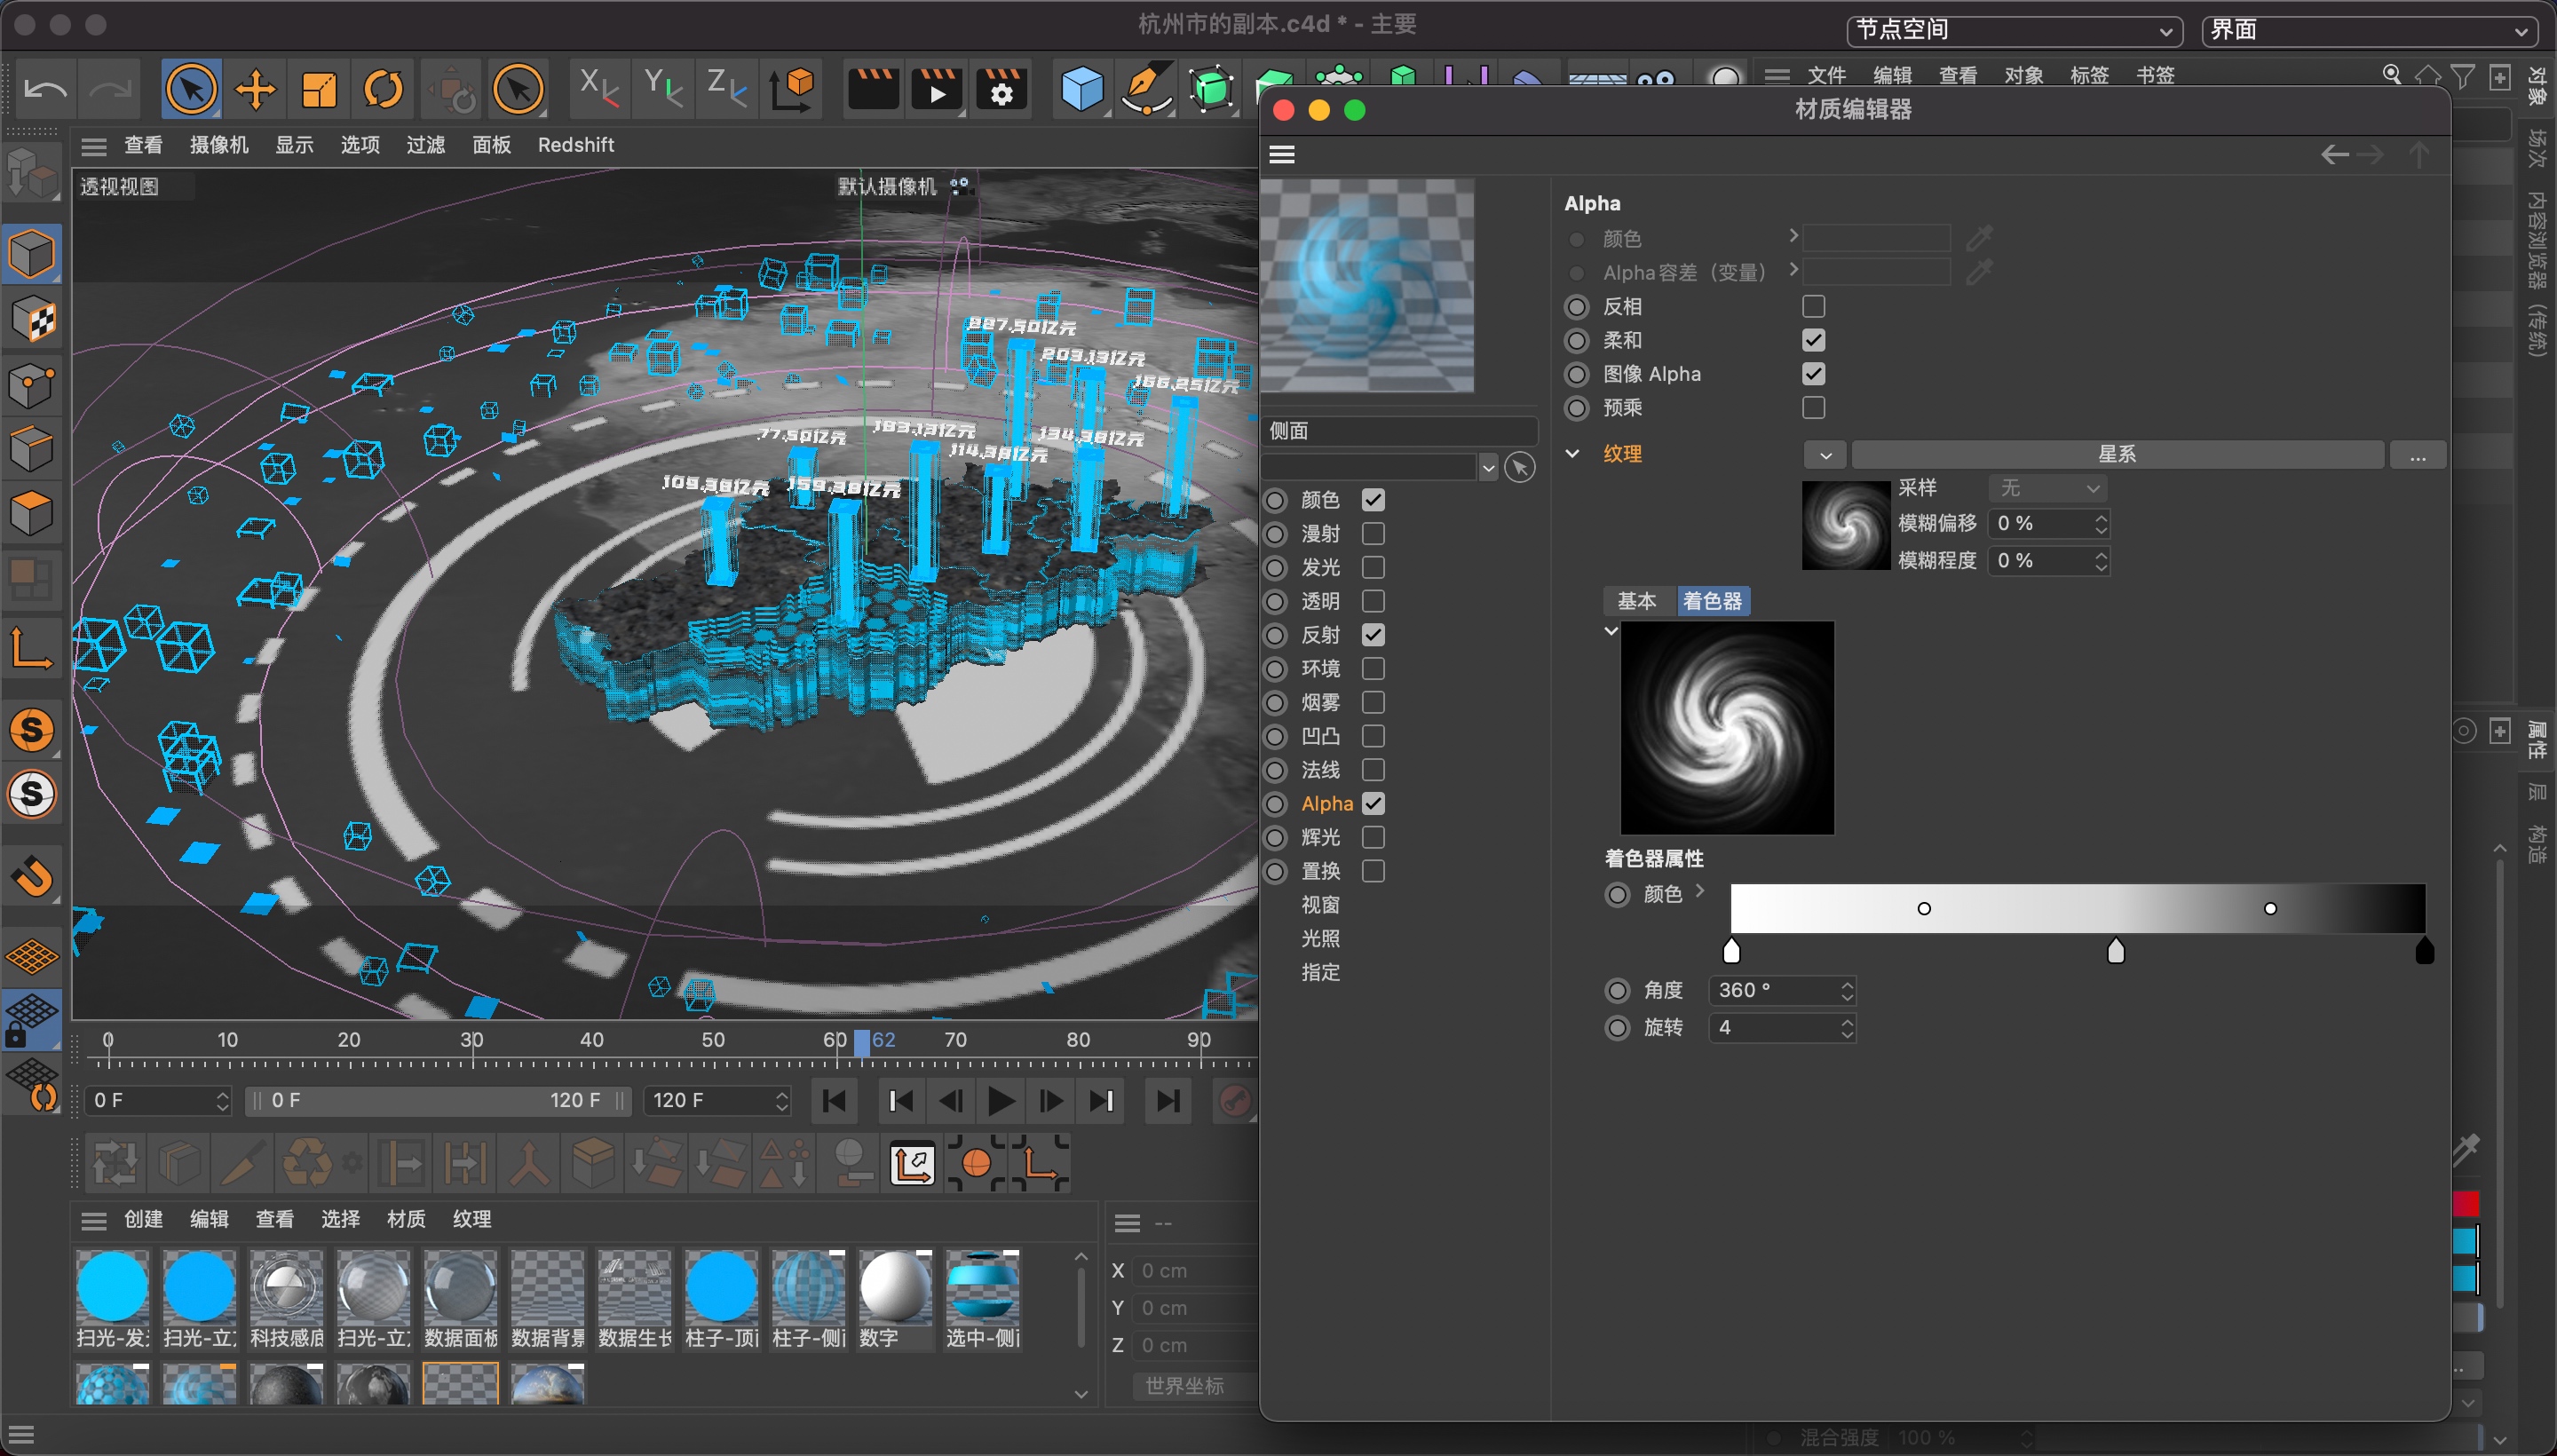 杭州市的副本.c4d * - 主要
节点空间
界面
文件 编辑 查看 对象 标签 书签
对象
场次
内容浏览器 (传统)
属性
层
构造
查看 摄像机 显示 选项 过滤 面板 Redshift
透视视图
默认摄像机
887.50亿元
203.13亿元
166.25亿元
77.50亿元
183.13亿元
134.38亿元
114.38亿元
109.38亿元
159.38亿元
0 10 20 30 40 50 60 62 70 80 90
0 F
0 F
120 F
120 F
创建 编辑 查看 选择 材质 纹理
扫光-发
扫光-立
科技感底
扫光-立
数据面板
数据背景
数据生长
柱子-顶
柱子-侧
数字
选中-侧
--
X 0 cm
Y 0 cm
Z 0 cm
世界坐标
材质编辑器
侧面
颜色
漫射
发光
透明
反射
环境
烟雾
凹凸
法线
Alpha
辉光
置换
视窗
光照
指定
Alpha
颜色
Alpha容差（变量）
反相
柔和
图像 Alpha
预乘
纹理
星系
...
采样 无
模糊偏移 0 %
模糊程度 0 %
基本 着色器
着色器属性
颜色
角度 360 °
旋转 4
混合强度 100 %